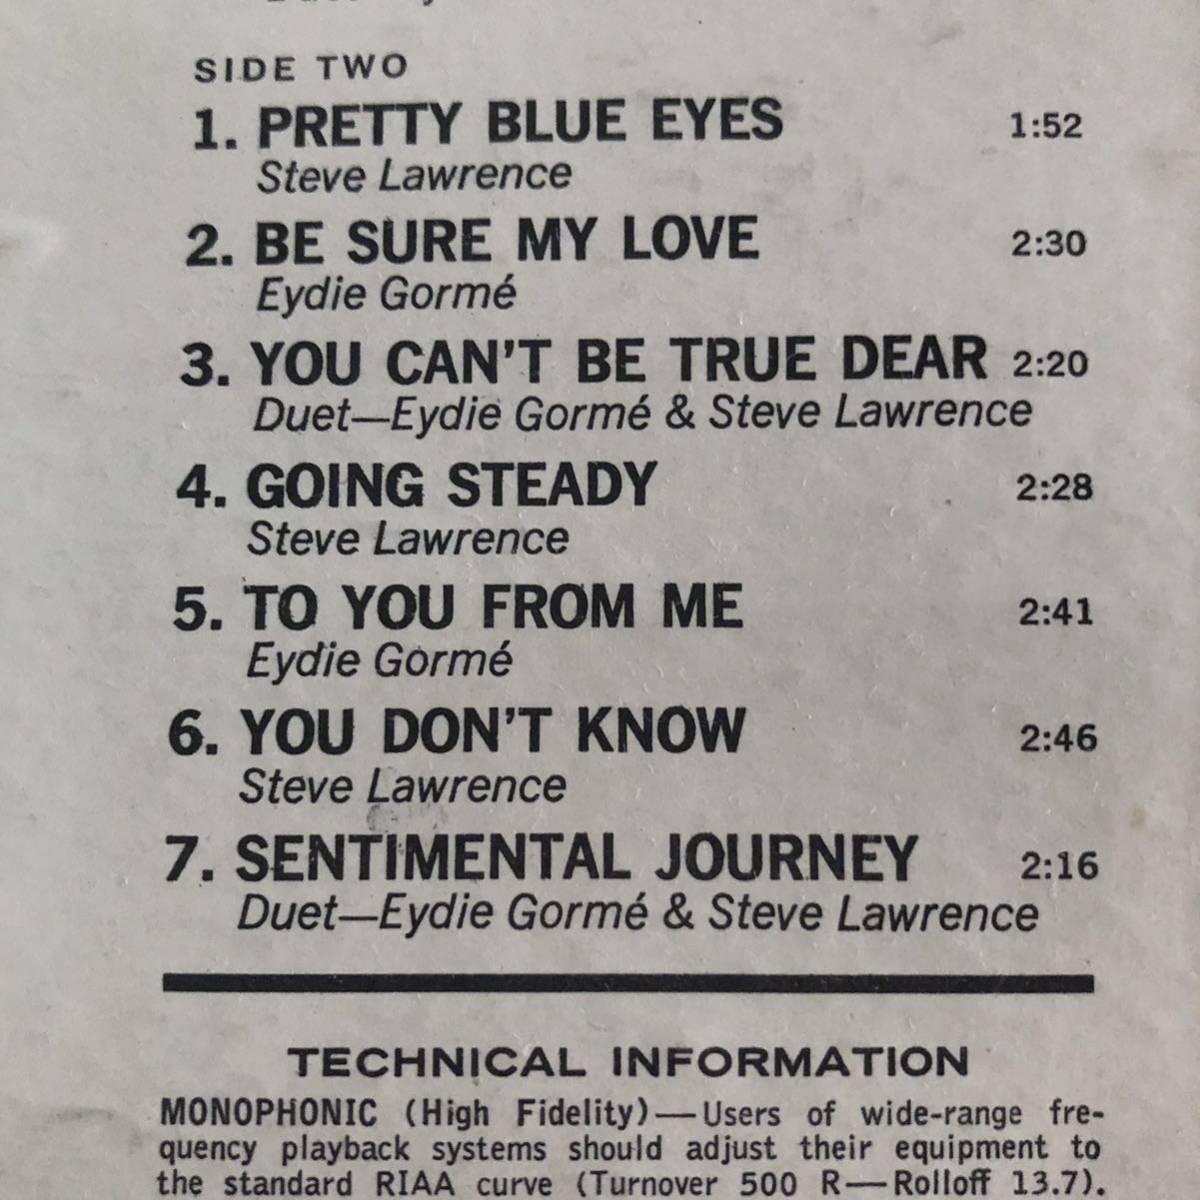 SIDE TWO
1. PRETTY BLUE EYES 1:52
Steve Lawrence
2. BE SURE MY LOVE 2:30
Eydie Gormé
3. YOU CAN'T BE TRUE DEAR 2:20
Duet—Eydie Gormé & Steve Lawrence
4. GOING STEADY 2:28
Steve Lawrence
5. TO YOU FROM ME 2:41
Eydie Gormé
6. YOU DON'T KNOW 2:46
Steve Lawrence
7. SENTIMENTAL JOURNEY 2:16
Duet—Eydie Gormé & Steve Lawrence
TECHNICAL INFORMATION
MONOPHONIC (High Fidelity)—Users of wide-range fre-
quency playback systems should adjust their equipment to
the standard RIAA curve (Turnover 500 R—Rolloff 13.7).